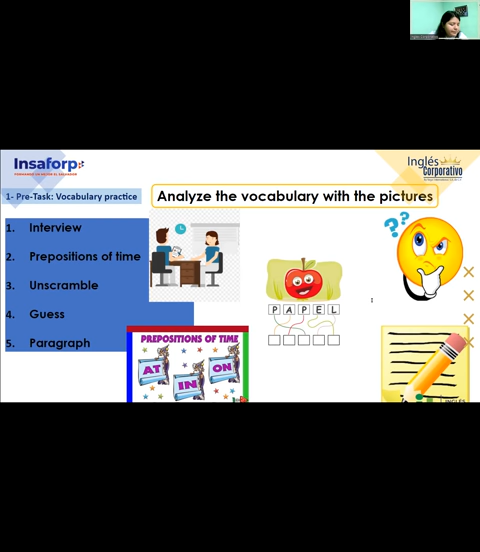 Insaforp
Inglés
Corporativo
1- Pre-Task: Vocabulary practice
Analyze the vocabulary with the pictures
1. Interview
2. Prepositions of time
3. Unscramble
4. Guess
5. Paragraph
? ?
P A P E L
PREPOSITIONS OF TIME
AT
IN
ON